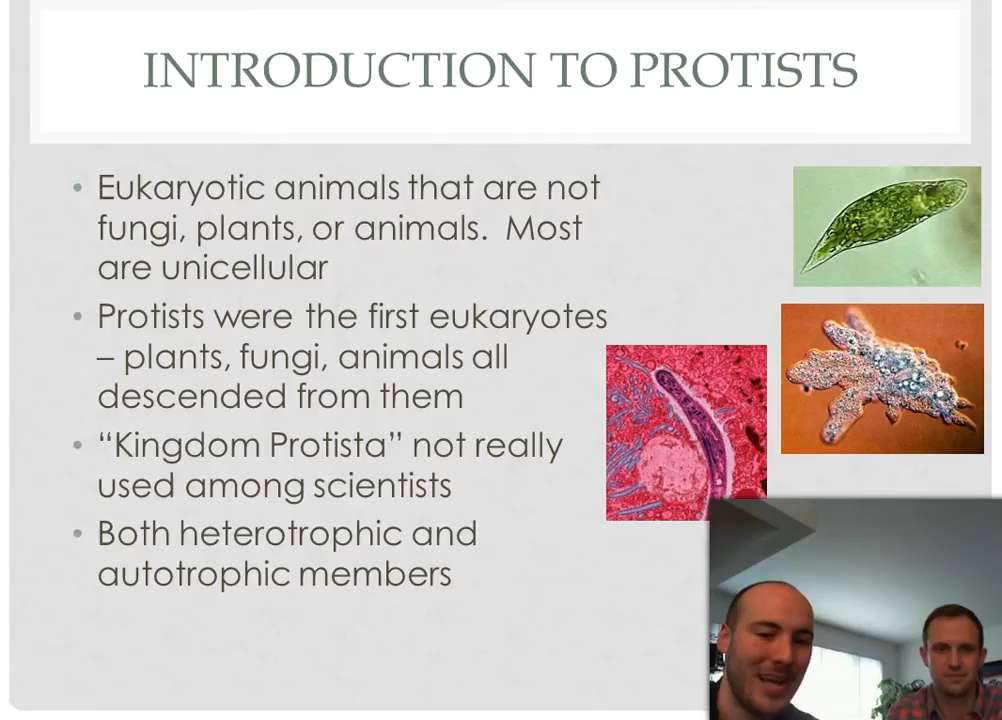 INTRODUCTION TO PROTISTS
• Eukaryotic animals that are not
fungi, plants, or animals.  Most
are unicellular
• Protists were the first eukaryotes
– plants, fungi, animals all
descended from them
• “Kingdom Protista” not really
used among scientists
• Both heterotrophic and
autotrophic members